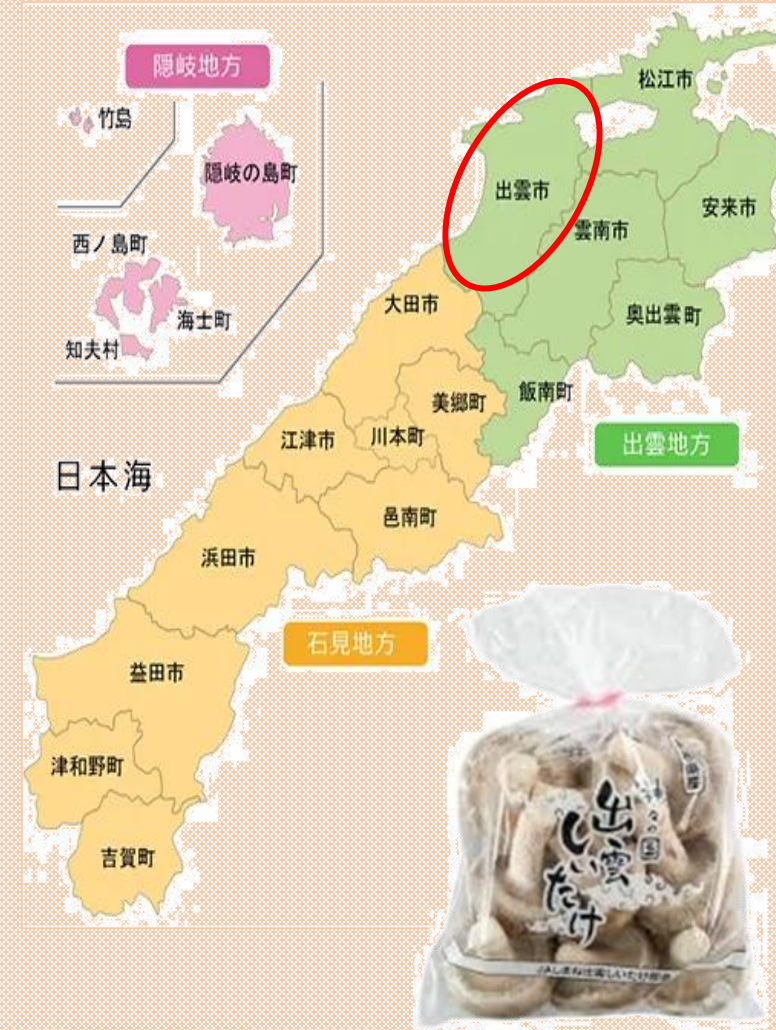 隠岐地方
竹島
隠岐の島町
西ノ島町
海士町
知夫村
松江市
出雲市
安来市
雲南市
奥出雲町
飯南町
出雲地方
大田市
美郷町
川本町
江津市
邑南町
浜田市
日本海
石見地方
益田市
津和野町
吉賀町
神々の国
出雲
しいたけ